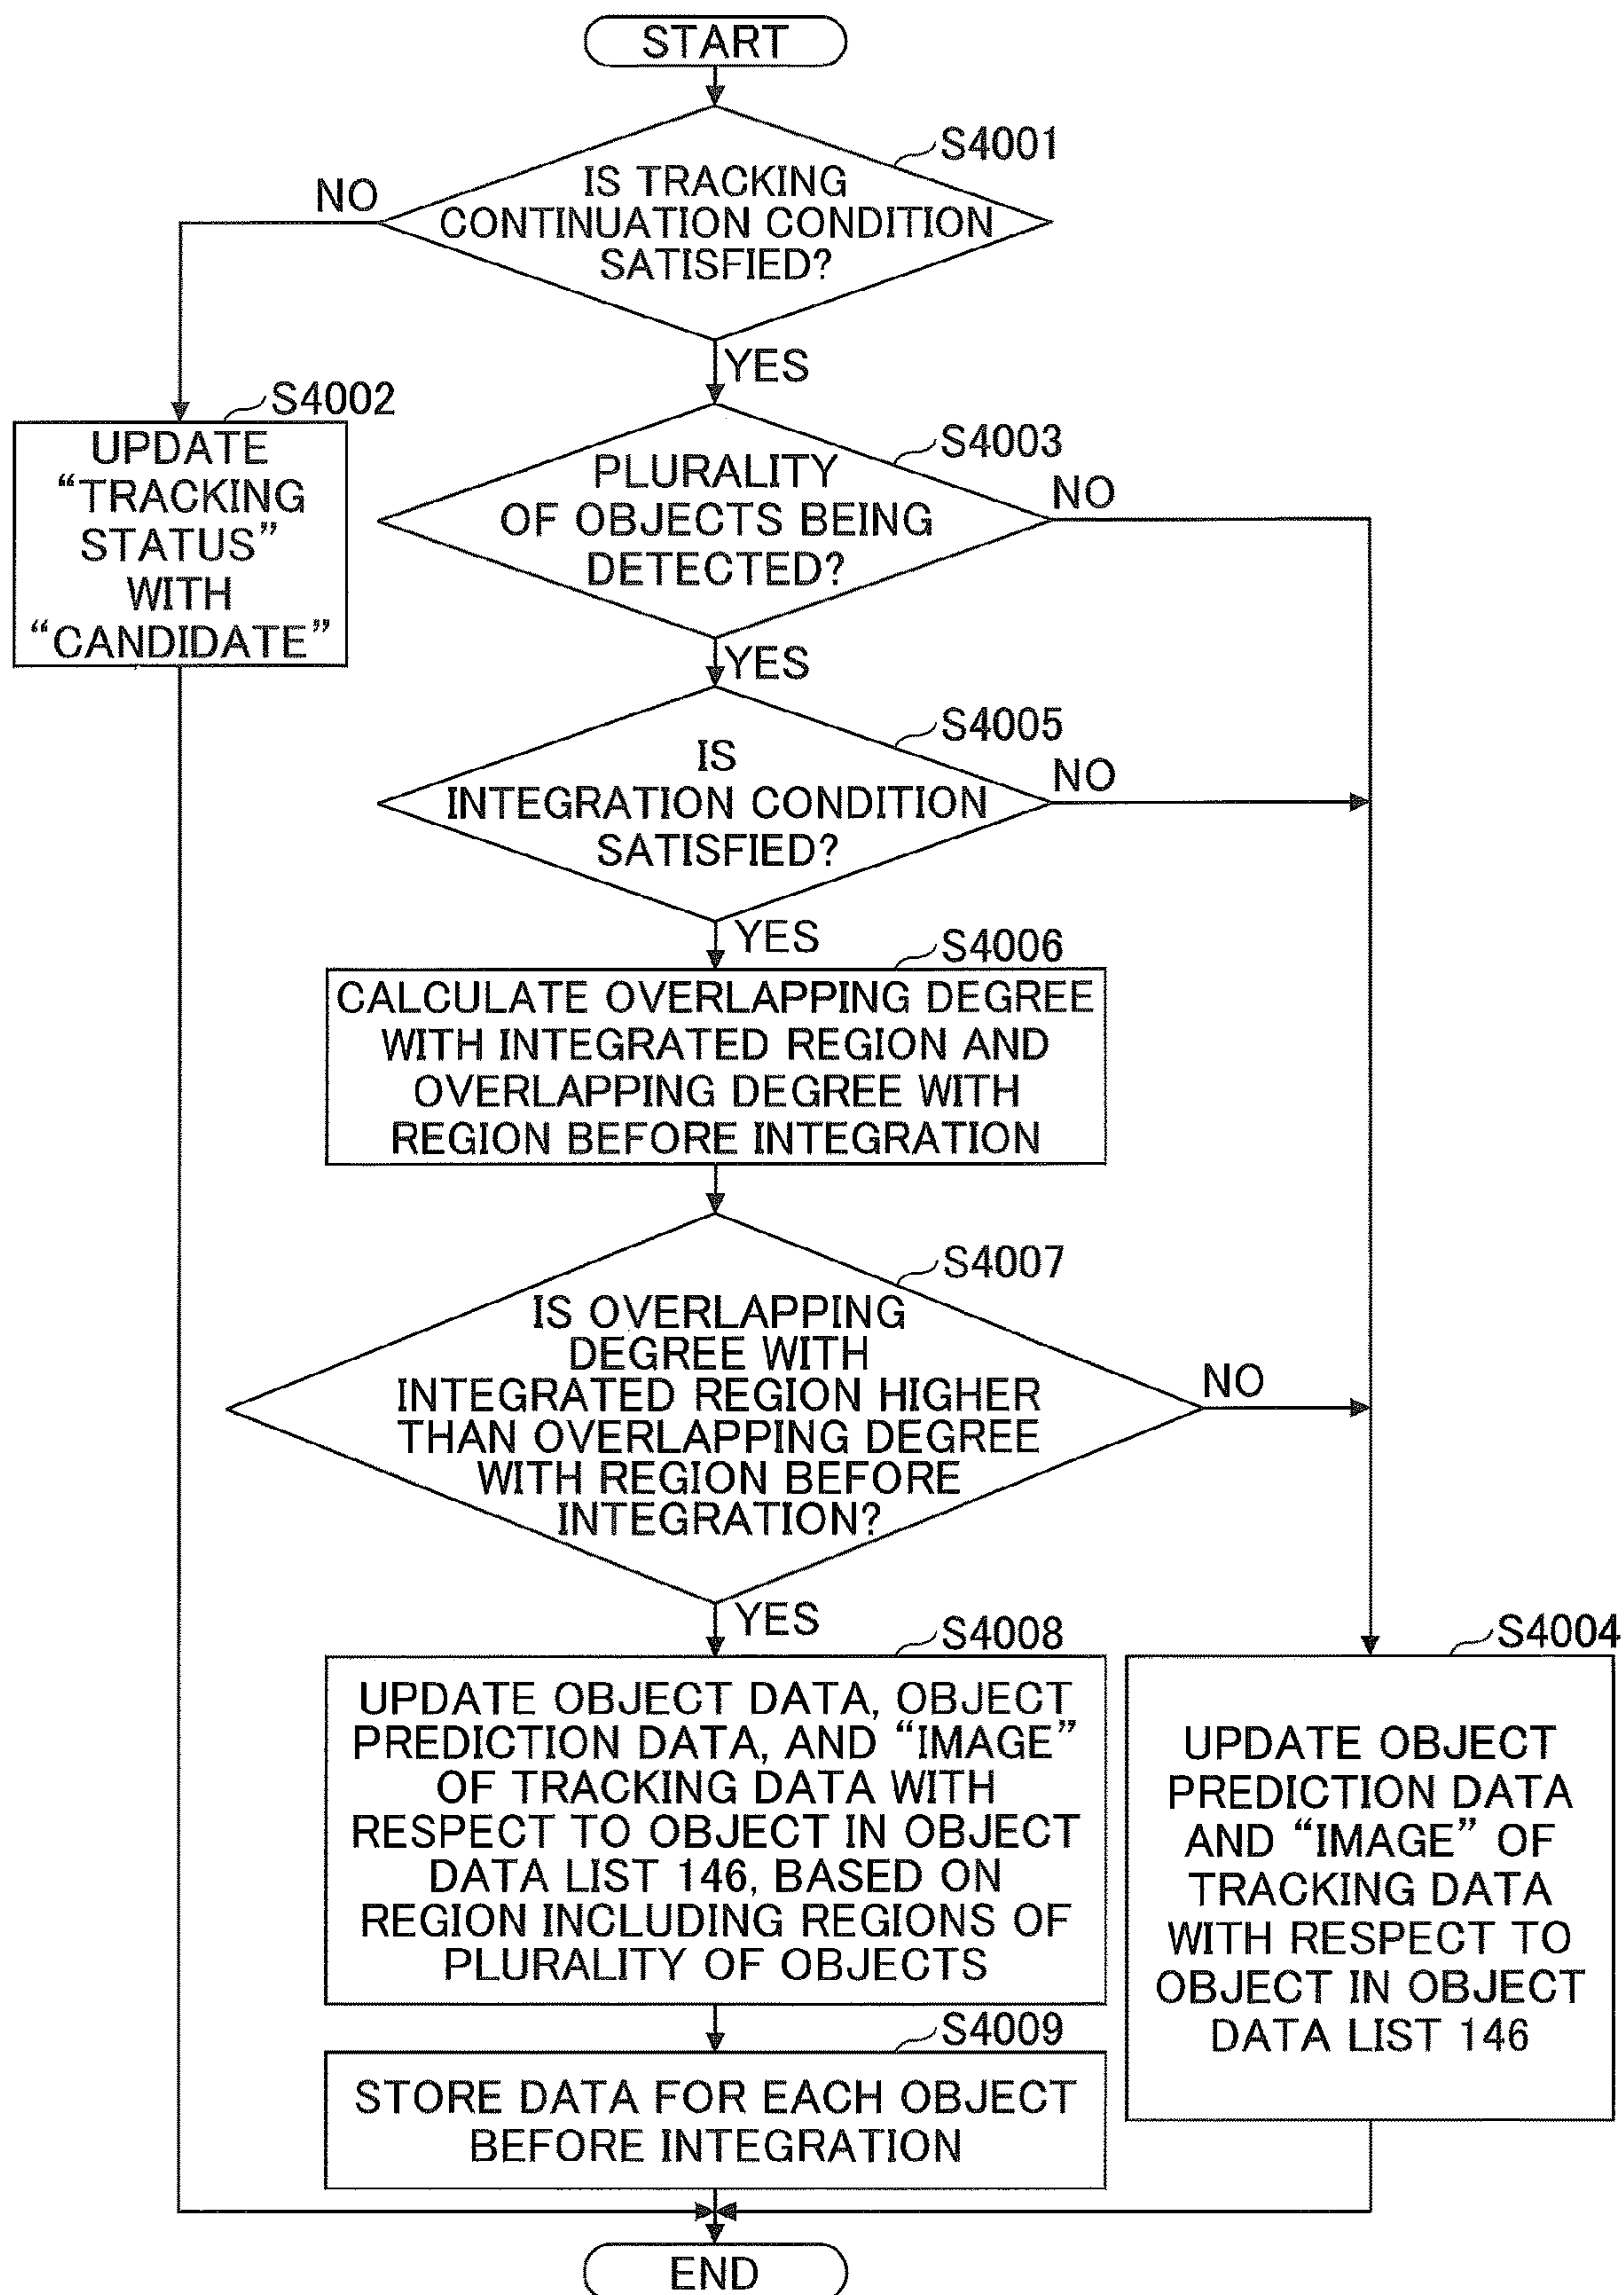 START
S4001
IS TRACKING
CONTINUATION CONDITION
SATISFIED?
NO
YES
S4002
UPDATE
“TRACKING
STATUS”
WITH
“CANDIDATE”
S4003
PLURALITY
OF OBJECTS BEING
DETECTED?
NO
YES
S4005
IS
INTEGRATION CONDITION
SATISFIED?
NO
YES
S4006
CALCULATE OVERLAPPING DEGREE
WITH INTEGRATED REGION AND
OVERLAPPING DEGREE WITH
REGION BEFORE INTEGRATION
S4007
IS OVERLAPPING
DEGREE WITH
INTEGRATED REGION HIGHER
THAN OVERLAPPING DEGREE
WITH REGION BEFORE
INTEGRATION?
NO
YES
S4008
UPDATE OBJECT DATA, OBJECT
PREDICTION DATA, AND “IMAGE”
OF TRACKING DATA WITH
RESPECT TO OBJECT IN OBJECT
DATA LIST 146, BASED ON
REGION INCLUDING REGIONS OF
PLURALITY OF OBJECTS
S4004
UPDATE OBJECT
PREDICTION DATA
AND “IMAGE” OF
TRACKING DATA
WITH RESPECT TO
OBJECT IN OBJECT
DATA LIST 146
S4009
STORE DATA FOR EACH OBJECT
BEFORE INTEGRATION
END